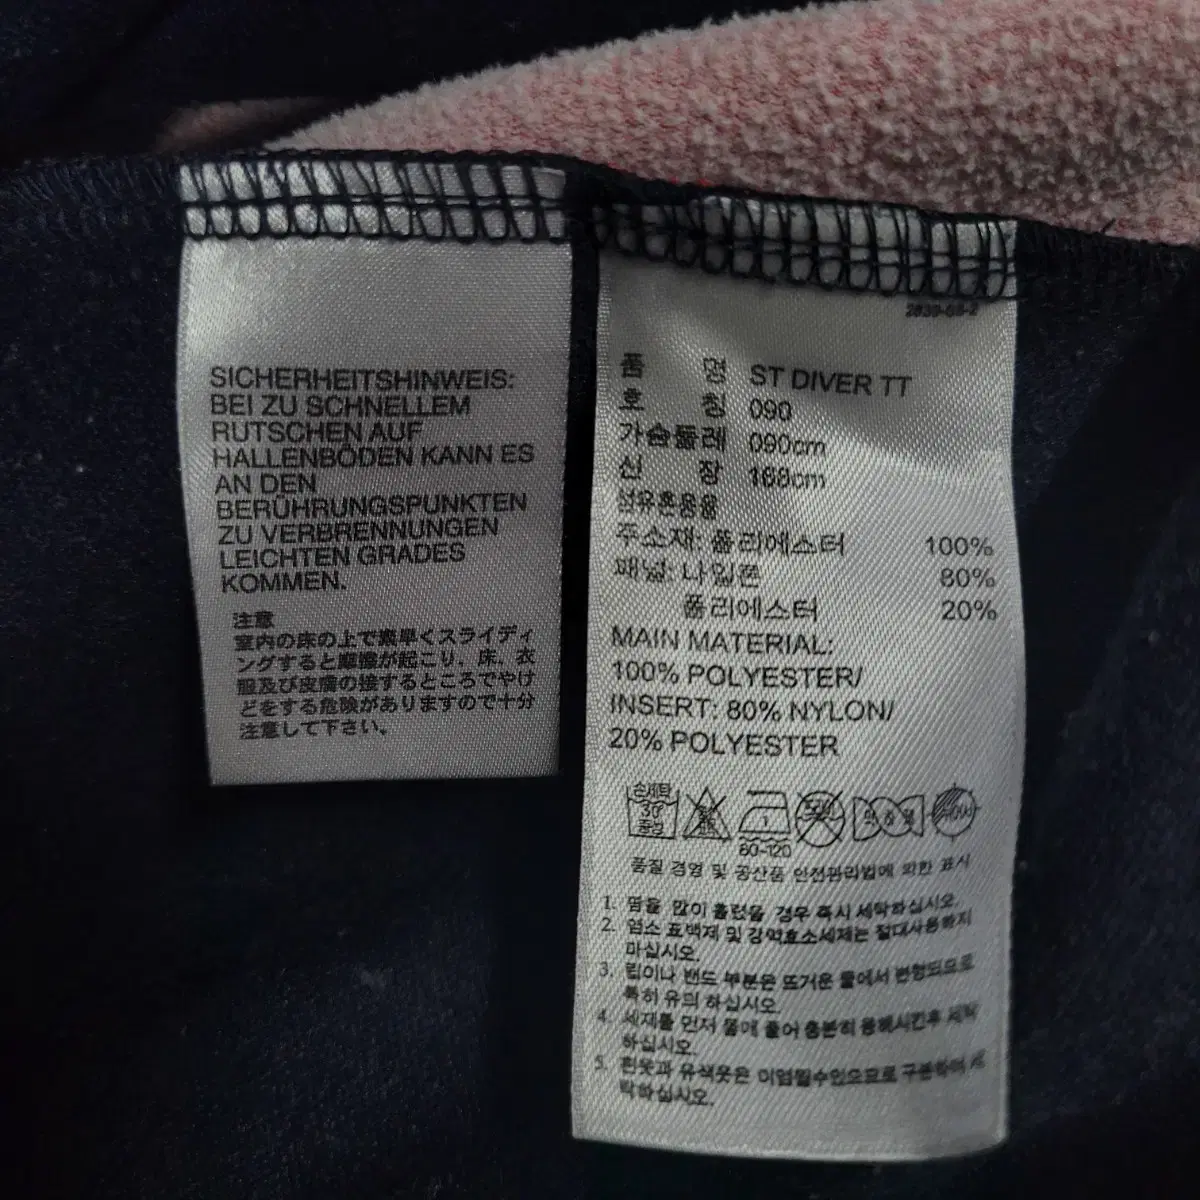 SICHERHEITSHINWEIS:
BEI ZU SCHNELLEM
RUTSCHEN AUF
HALLENBÖDEN KANN ES
AN DEN
BERÜHRUNGSPUNKTEN
ZU VERBRENNUNGEN
LEICHTEN GRADES
KOMMEN.
注意
室内の床の上で素早くスライディ
ングすると摩擦が起こり、床、衣
服及び皮膚の接するところでやけ
どをする危険がありますので十分
注意して下さい。
품 명 ST DIVER TT
호 칭 090
가슴둘레 090cm
신 장 168cm
섬유혼용율
주소재: 폴리에스터 100%
패널: 나일론 80%
폴리에스터 20%
MAIN MATERIAL:
100% POLYESTER/
INSERT: 80% NYLON/
20% POLYESTER
손세탁
30°
중성
80-120
품질 경영 및 공산품 안전관리법에 의한 표시
1. 땀을 많이 흘렸을 경우 즉시 세탁하십시오.
2. 염소 표백제 및 강력효소세제는 절대사용하지
마십시오.
3. 립이나 밴드 부분은 뜨거운 물에서 변형되므로
특히 유의 하십시오.
4. 세제를 먼저 물에 풀어 충분히 용해시킨후 세탁
하십시오.
5. 흰옷과 유색옷은 이염될수있으므로 구분하여 세
탁하십시오.